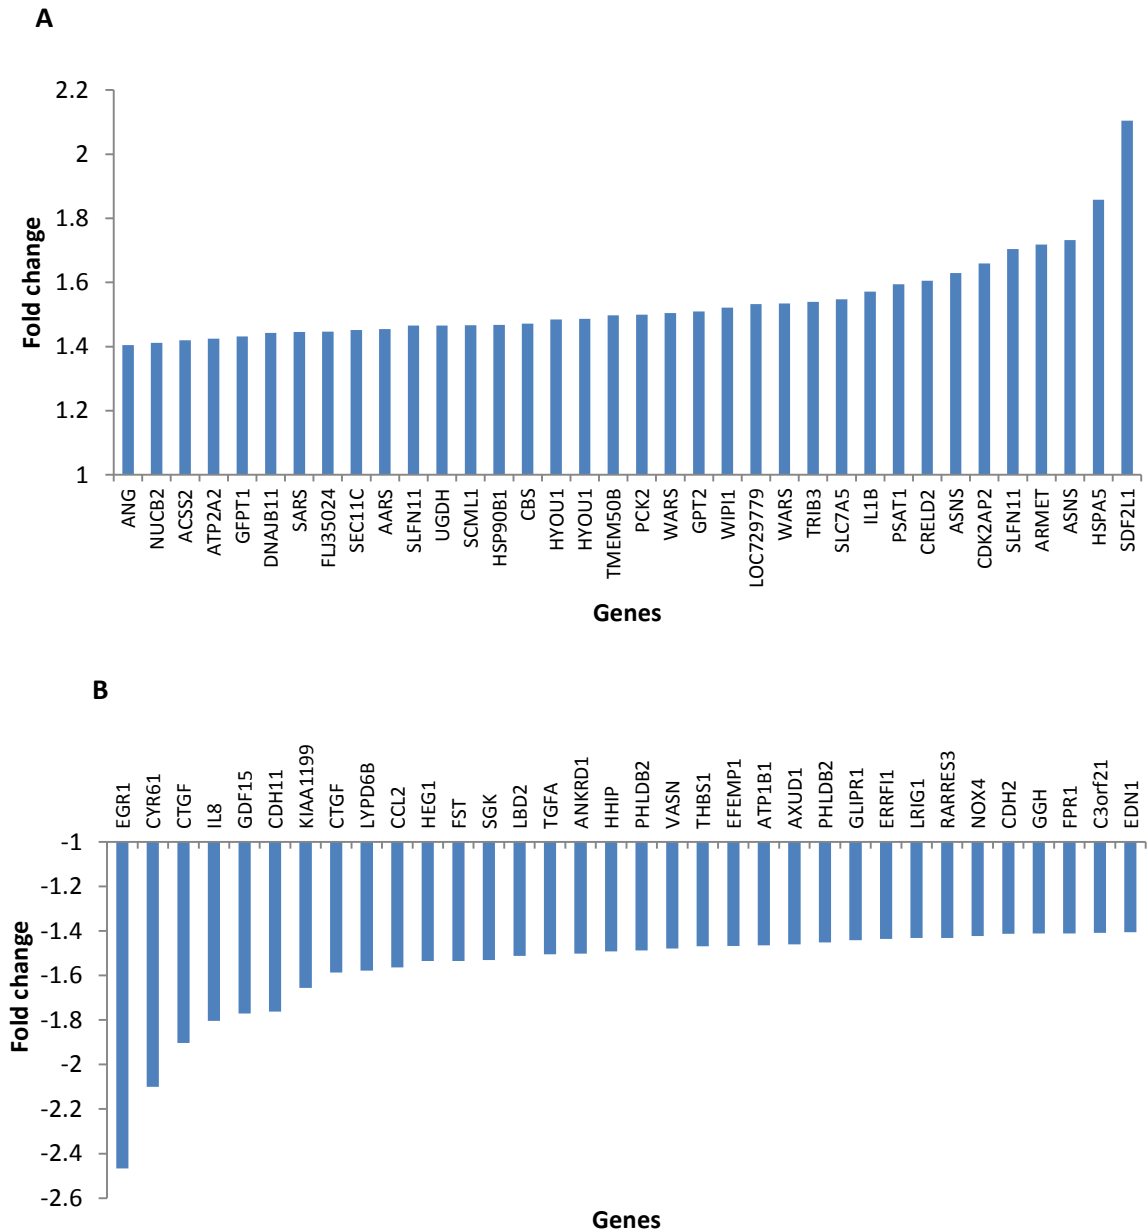 A
2.2
2
1.8
1.6
1.4
1.2
1
Fold change
ANG
NUCB2
ACSS2
ATP2A2
GFPT1
DNAJB11
SARS
FLJ35024
SEC11C
AARS
SLFN11
UGDH
SCML1
HSP90B1
CBS
HYOU1
HYOU1
TMEM50B
PCK2
WARS
GPT2
WIPI1
LOC729779
WARS
TRIB3
SLC7A5
IL1B
PSAT1
CRELD2
ASNS
CDK2AP2
SLFN11
ARMET
ASNS
HSPA5
SDF2L1
Genes
B
EGR1
CYR61
CTGF
IL8
GDF15
CDH11
KIAA1199
CTGF
LYPD6B
CCL2
HEG1
FST
SGK
LBD2
TGFA
ANKRD1
HHIP
PHLDB2
VASN
THBS1
EFEMP1
ATP1B1
AXUD1
PHLDB2
GLIPR1
ERRFI1
LRIG1
RARRES3
NOX4
CDH2
GGH
FPR1
C3orf21
EDN1
-1
-1.2
-1.4
-1.6
-1.8
-2
-2.2
-2.4
-2.6
Fold change
Genes